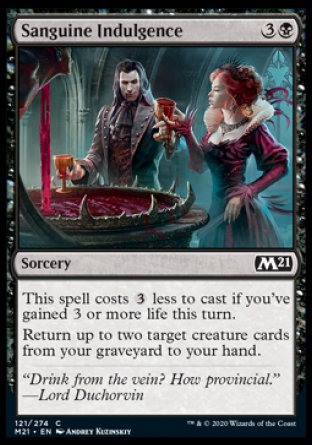 Sanguine Indulgence 3
Sorcery M21
This spell costs 3 less to cast if you've
gained 3 or more life this turn.
Return up to two target creature cards
from your graveyard to your hand.
"Drink from the vein? How provincial."
—Lord Duchorvin
121/274 C
M21 • EN Andrey Kuzinskiy ™ & © 2020 Wizards of the Coast